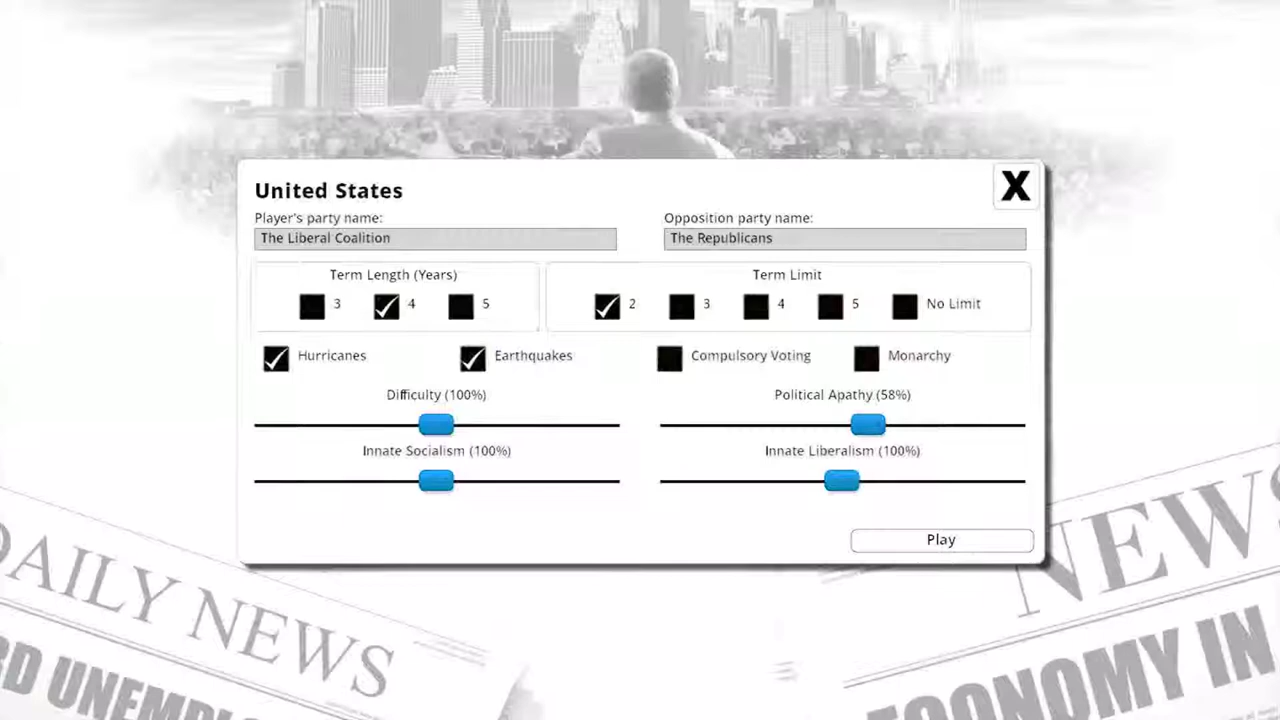 United States
X
Player's party name:
Opposition party name:
The Liberal Coalition
The Republicans
Term Length (Years)
Term Limit
3 4 5
2 3 4 5 No Limit
Hurricanes Earthquakes Compulsory Voting Monarchy
Difficulty (100%)
Political Apathy (58%)
Innate Socialism (100%)
Innate Liberalism (100%)
Play
DAILY NEWS
NEWS
ECONOMY IN